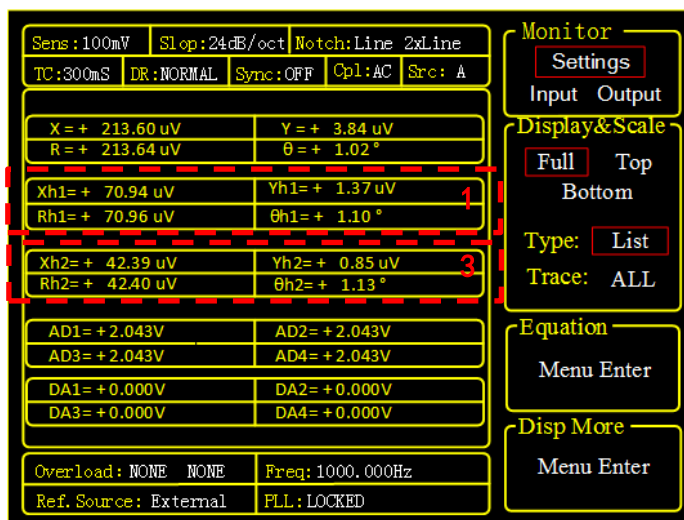 Sens:100mV Slop:24dB/oct Notch:Line 2xLine
TC:300mS DR:NORMAL Sync:OFF Cpl:AC Src: A
X = + 213.60 uV Y = + 3.84 uV
R = + 213.64 uV θ = + 1.02 °
Xh1= + 70.94 uV Yh1= + 1.37 uV
1
Rh1= + 70.96 uV θh1= + 1.10 °
Xh2= + 42.39 uV Yh2= + 0.85 uV
3
Rh2= + 42.40 uV θh2= + 1.13 °
AD1= +2.043V AD2= +2.043V
AD3= +2.043V AD4= +2.043V
DA1= +0.000V DA2= +0.000V
DA3= +0.000V DA4= +0.000V
Overload: NONE NONE Freq:1000.000Hz
Ref. Source: External PLL:LOCKED
Monitor
Settings
Input Output
Display&Scale
Full Top
Bottom
Type: List
Trace: ALL
Equation
Menu Enter
Disp More
Menu Enter